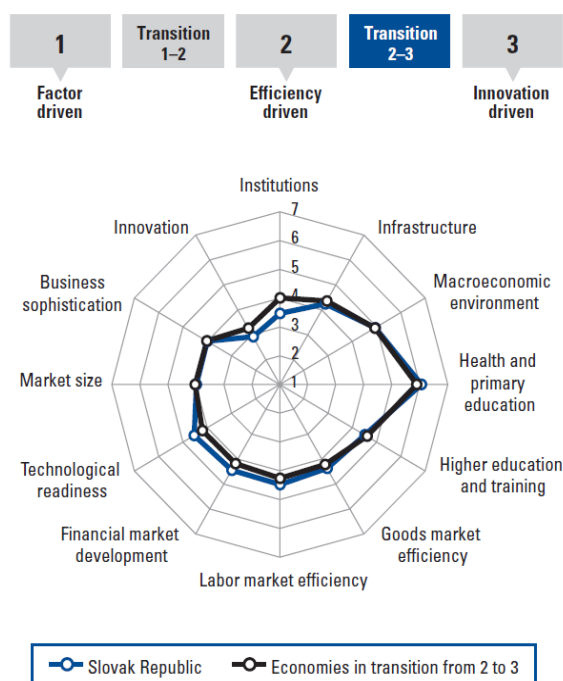 1
Transition
1–2
2
Transition
2–3
3
Factor
driven
Efficiency
driven
Innovation
driven
Institutions
7
6
5
4
3
2
1
Innovation
Infrastructure
Business
sophistication
Macroeconomic
environment
Market size
Health and
primary
education
Technological
readiness
Higher education
and training
Financial market
development
Goods market
efficiency
Labor market efficiency
Slovak Republic
Economies in transition from 2 to 3